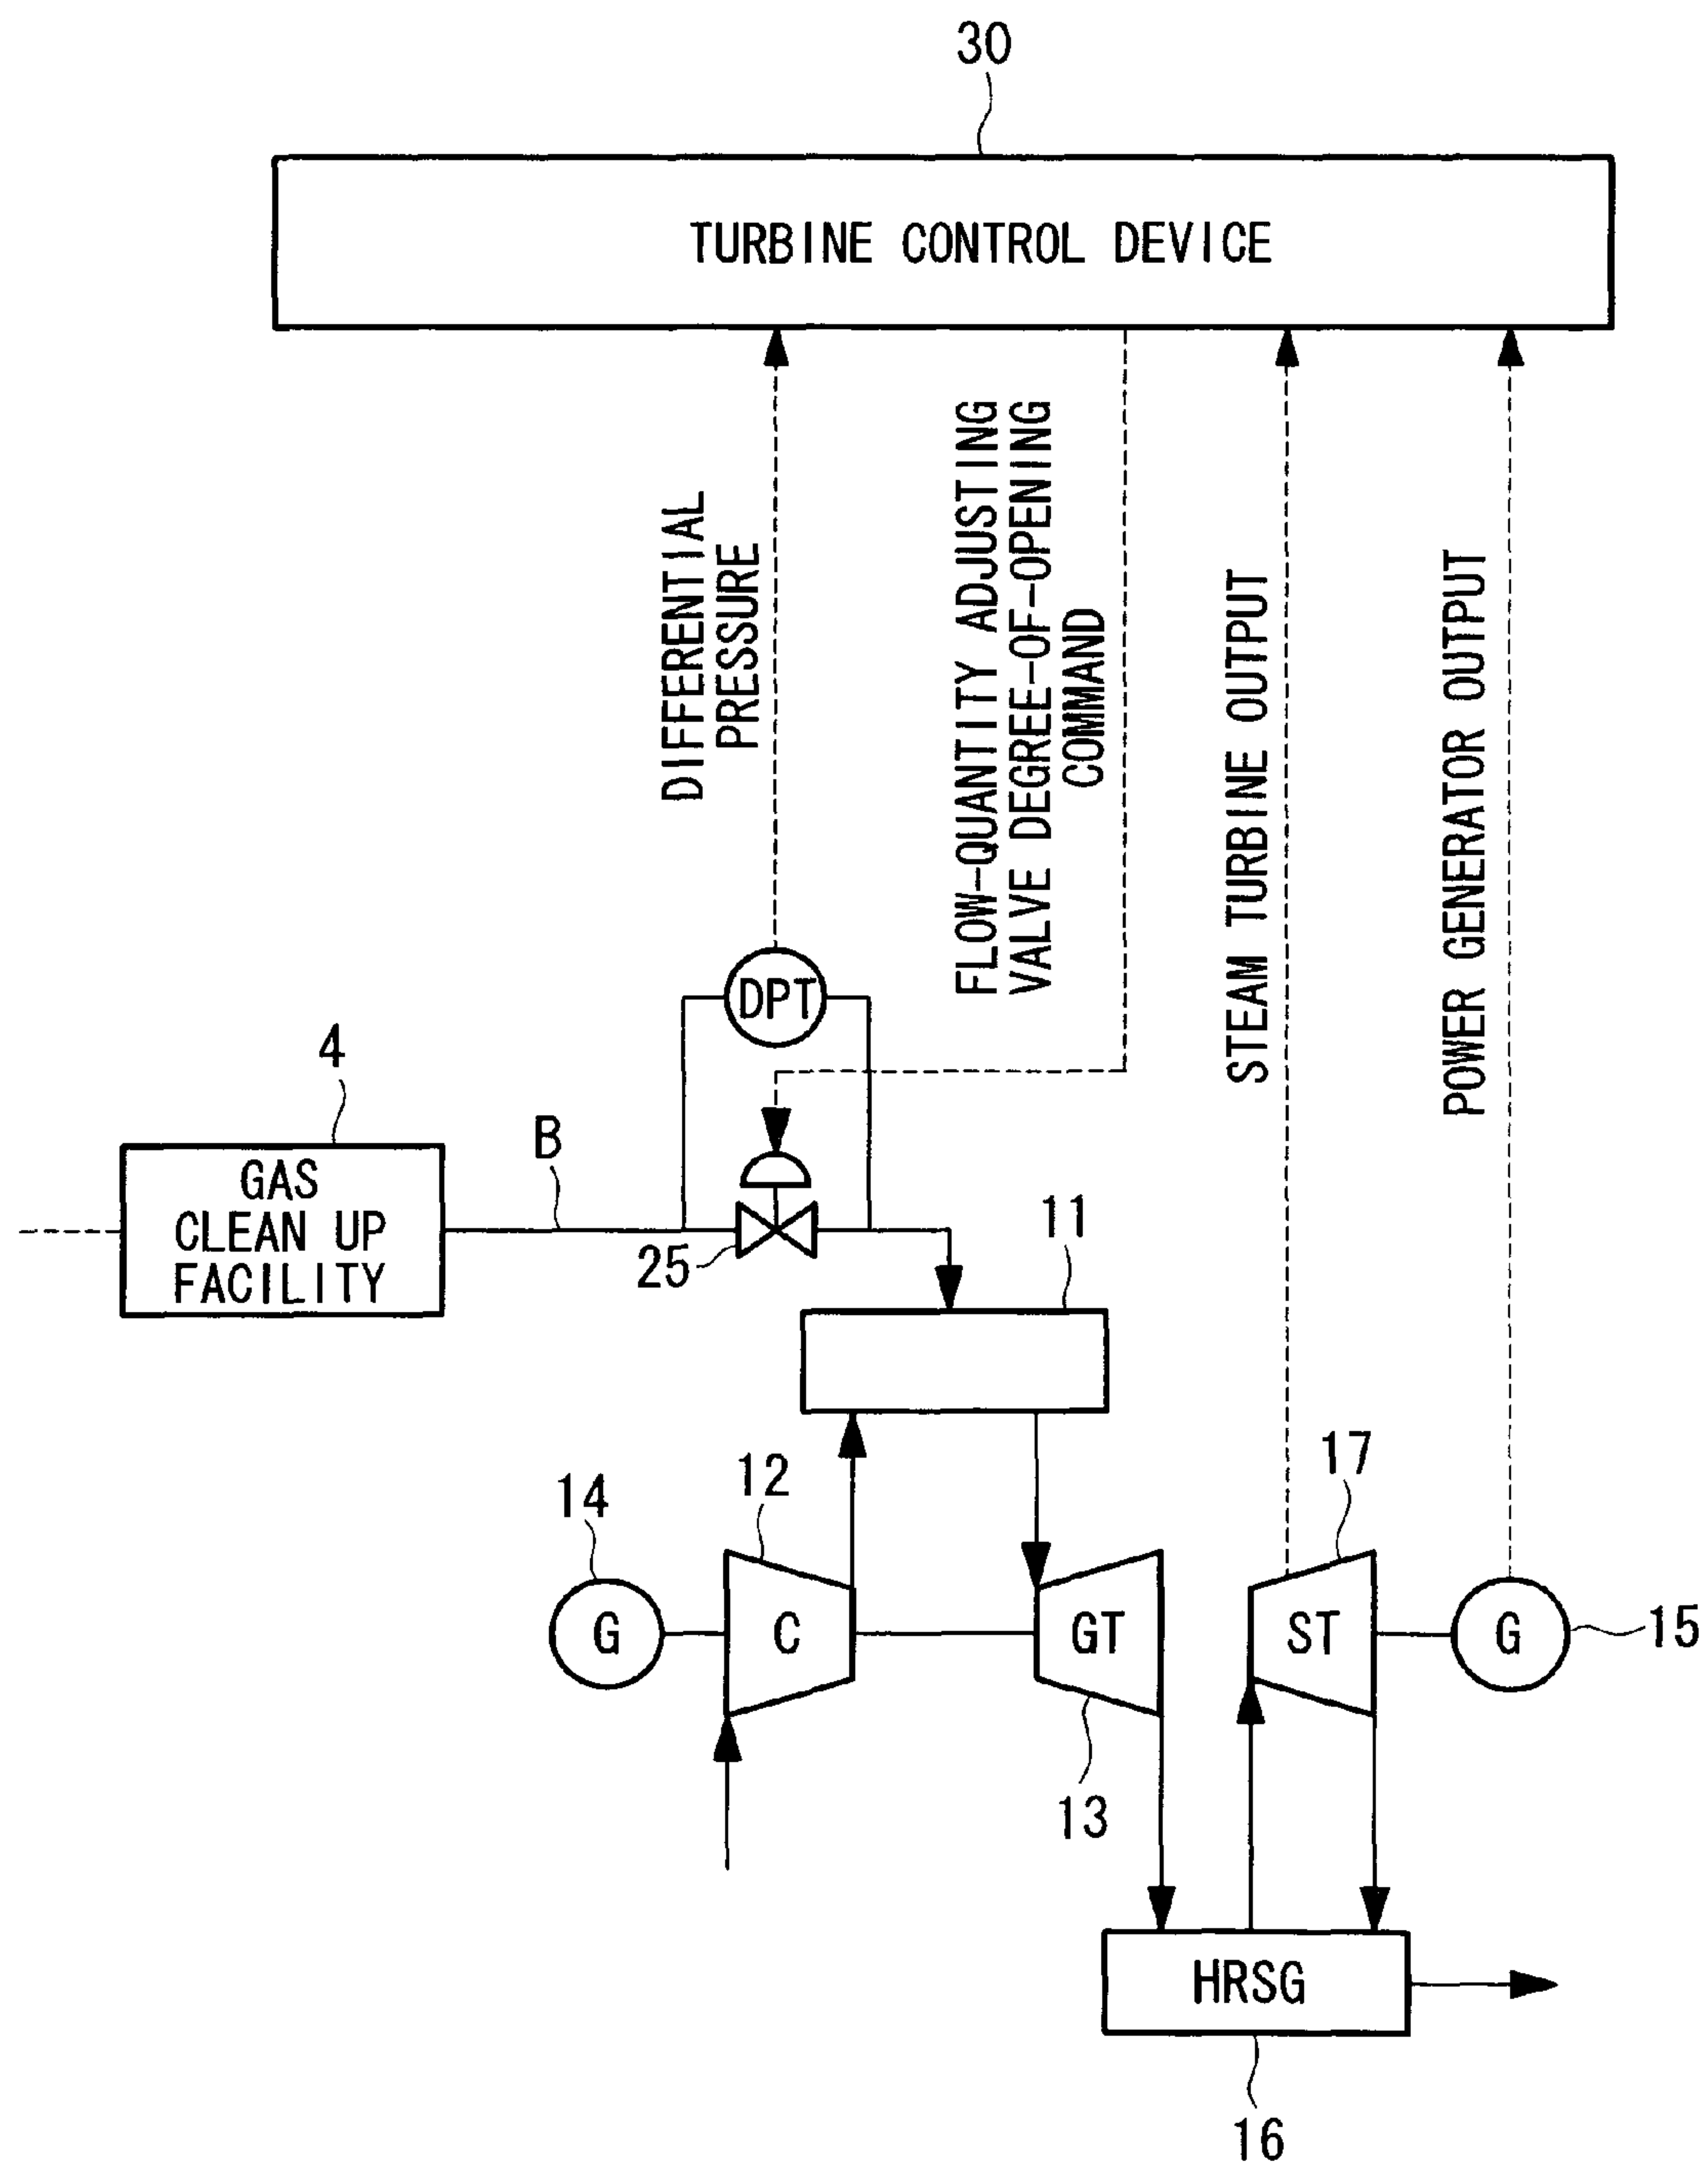 30
TURBINE CONTROL DEVICE
DIFFERENTIAL
PRESSURE
FLOW-QUANTITY ADJUSTING
VALVE DEGREE-OF-OPENING
COMMAND
STEAM TURBINE OUTPUT
POWER GENERATOR OUTPUT
DPT
4
GAS
CLEAN UP
FACILITY
B
25
11
12
14
17
G
C
GT
ST
G
15
13
HRSG
16